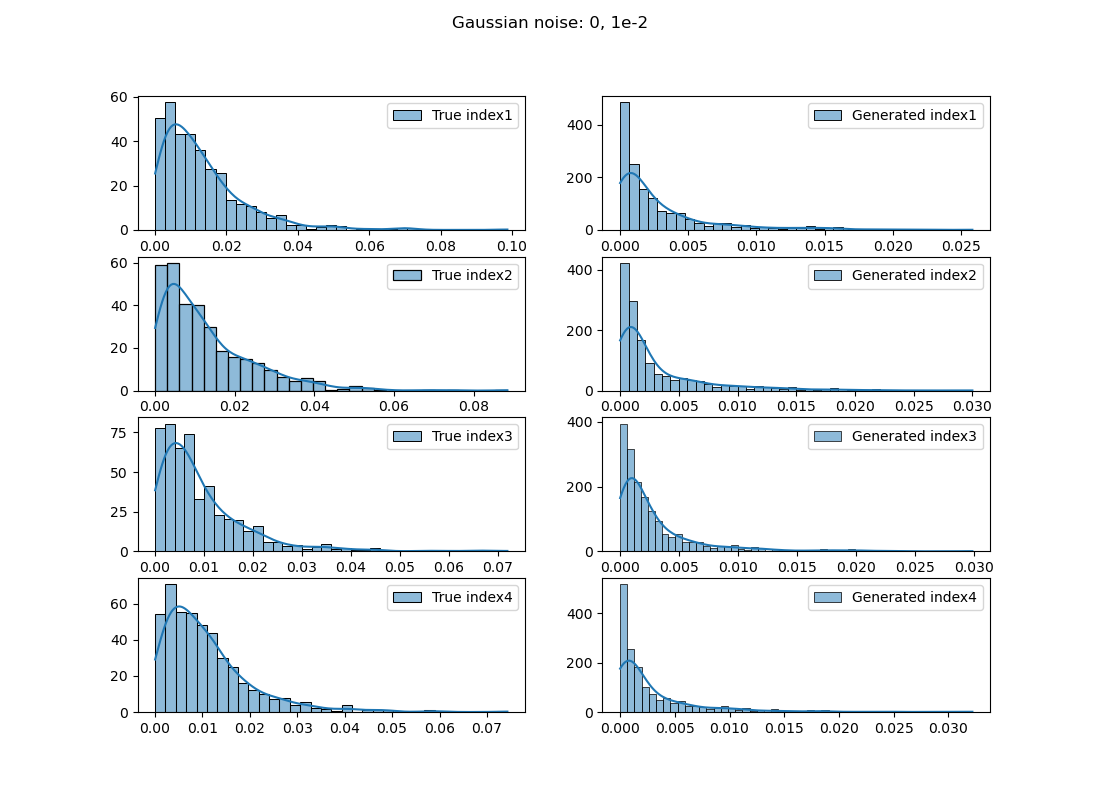 Gaussian noise: 0, 1e-2
60
40
20
0
True index1
0.00 0.02 0.04 0.06 0.08 0.10
400
200
0
Generated index1
0.000 0.005 0.010 0.015 0.020 0.025
60
40
20
0
True index2
0.00 0.02 0.04 0.06 0.08
400
200
0
Generated index2
0.000 0.005 0.010 0.015 0.020 0.025 0.030
75
50
25
0
True index3
0.00 0.01 0.02 0.03 0.04 0.05 0.06 0.07
400
200
0
Generated index3
0.000 0.005 0.010 0.015 0.020 0.025 0.030
60
40
20
0
True index4
0.00 0.01 0.02 0.03 0.04 0.05 0.06 0.07
400
200
0
Generated index4
0.000 0.005 0.010 0.015 0.020 0.025 0.030